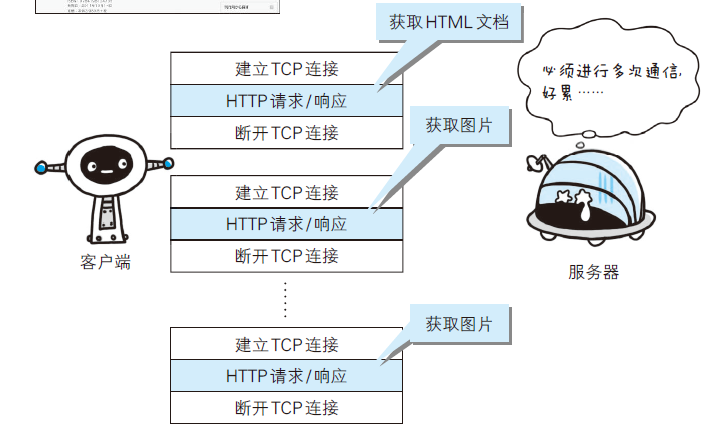 获取HTML文档
建立TCP连接
HTTP请求/响应
断开TCP连接
必须进行多次通信,
好累……
获取图片
建立TCP连接
HTTP请求/响应
断开TCP连接
客户端
服务器
获取图片
建立TCP连接
HTTP请求/响应
断开TCP连接